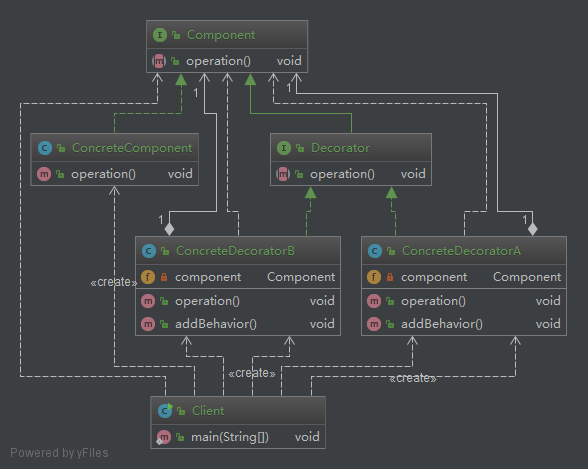 I Component
m operation() void
1
1
C ConcreteComponent
m operation() void
I Decorator
m operation() void
1
1
C ConcreteDecoratorB
f component Component
m operation() void
m addBehavior() void
C ConcreteDecoratorA
f component Component
m operation() void
m addBehavior() void
«create»
«create»
«create»
C Client
m main(String[]) void
Powered by yFiles